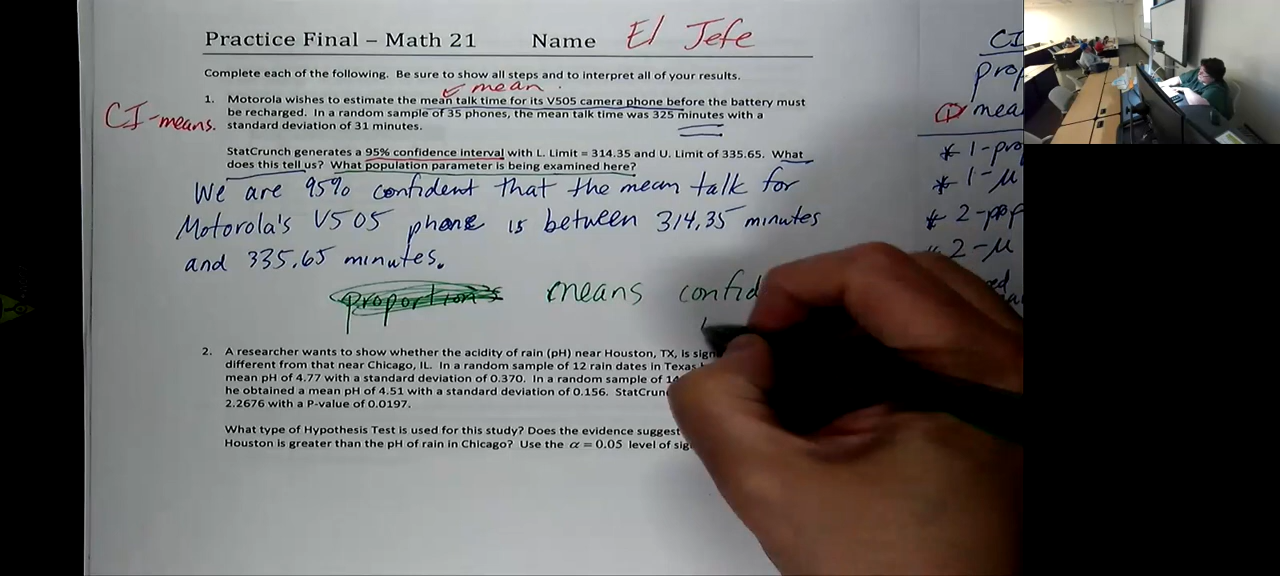 Practice Final – Math 21 Name El Jefe
Complete each of the following. Be sure to show all steps and to interpret all of your results.
mean
CI-means.
1. Motorola wishes to estimate the mean talk time for its V505 camera phone before the battery must
be recharged. In a random sample of 35 phones, the mean talk time was 325 minutes with a
standard deviation of 31 minutes.
StatCrunch generates a 95% confidence interval with L. Limit = 314.35 and U. Limit of 335.65. What
does this tell us? What population parameter is being examined here?
We are 95% confident that the mean talk for
Motorola's V505 phone is between 314.35 minutes
and 335.65 minutes.
proportions means confid
2. A researcher wants to show whether the acidity of rain (pH) near Houston, TX, is sign
different from that near Chicago, IL. In a random sample of 12 rain dates in Texas
mean pH of 4.77 with a standard deviation of 0.370. In a random sample of 14
he obtained a mean pH of 4.51 with a standard deviation of 0.156. StatCrun
2.2676 with a P-value of 0.0197.
What type of Hypothesis Test is used for this study? Does the evidence suggest
Houston is greater than the pH of rain in Chicago? Use the α = 0.05 level of sig
CI
prop
mea
* 1-pro
* 1-μ
* 2-prop
2-μ